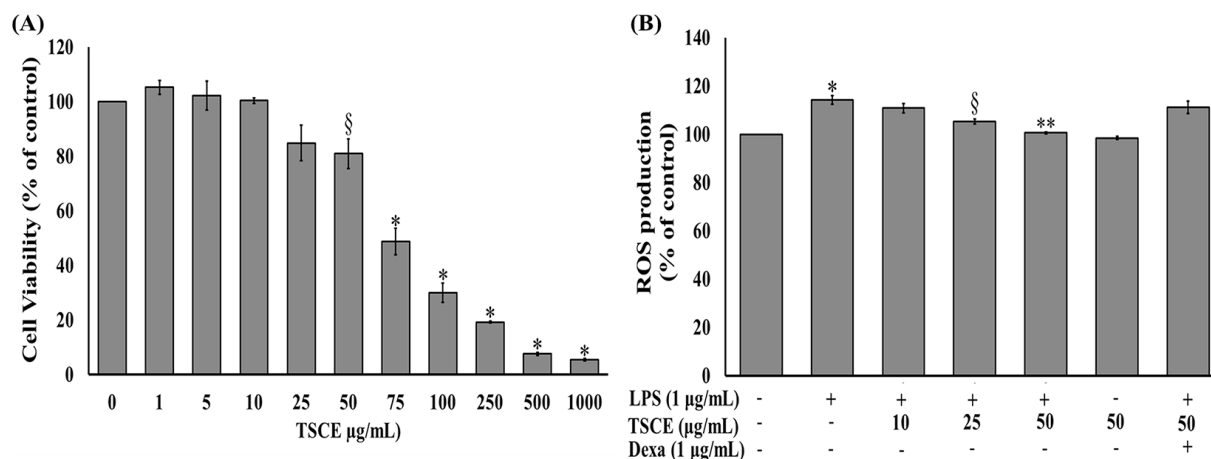 (A)
Cell Viability (% of control)
120
100
80
60
40
20
0
§
*
*
*
*
*
0 1 5 10 25 50 75 100 250 500 1000
TSCE µg/mL)
(B)
ROS production
(% of control)
140
120
100
80
60
40
20
0
*
§
**
LPS (1 µg/mL) - + + + + - +
TSCE (µg/mL) - - 10 25 50 50 50
Dexa (1 µg/mL) - - - - - - +